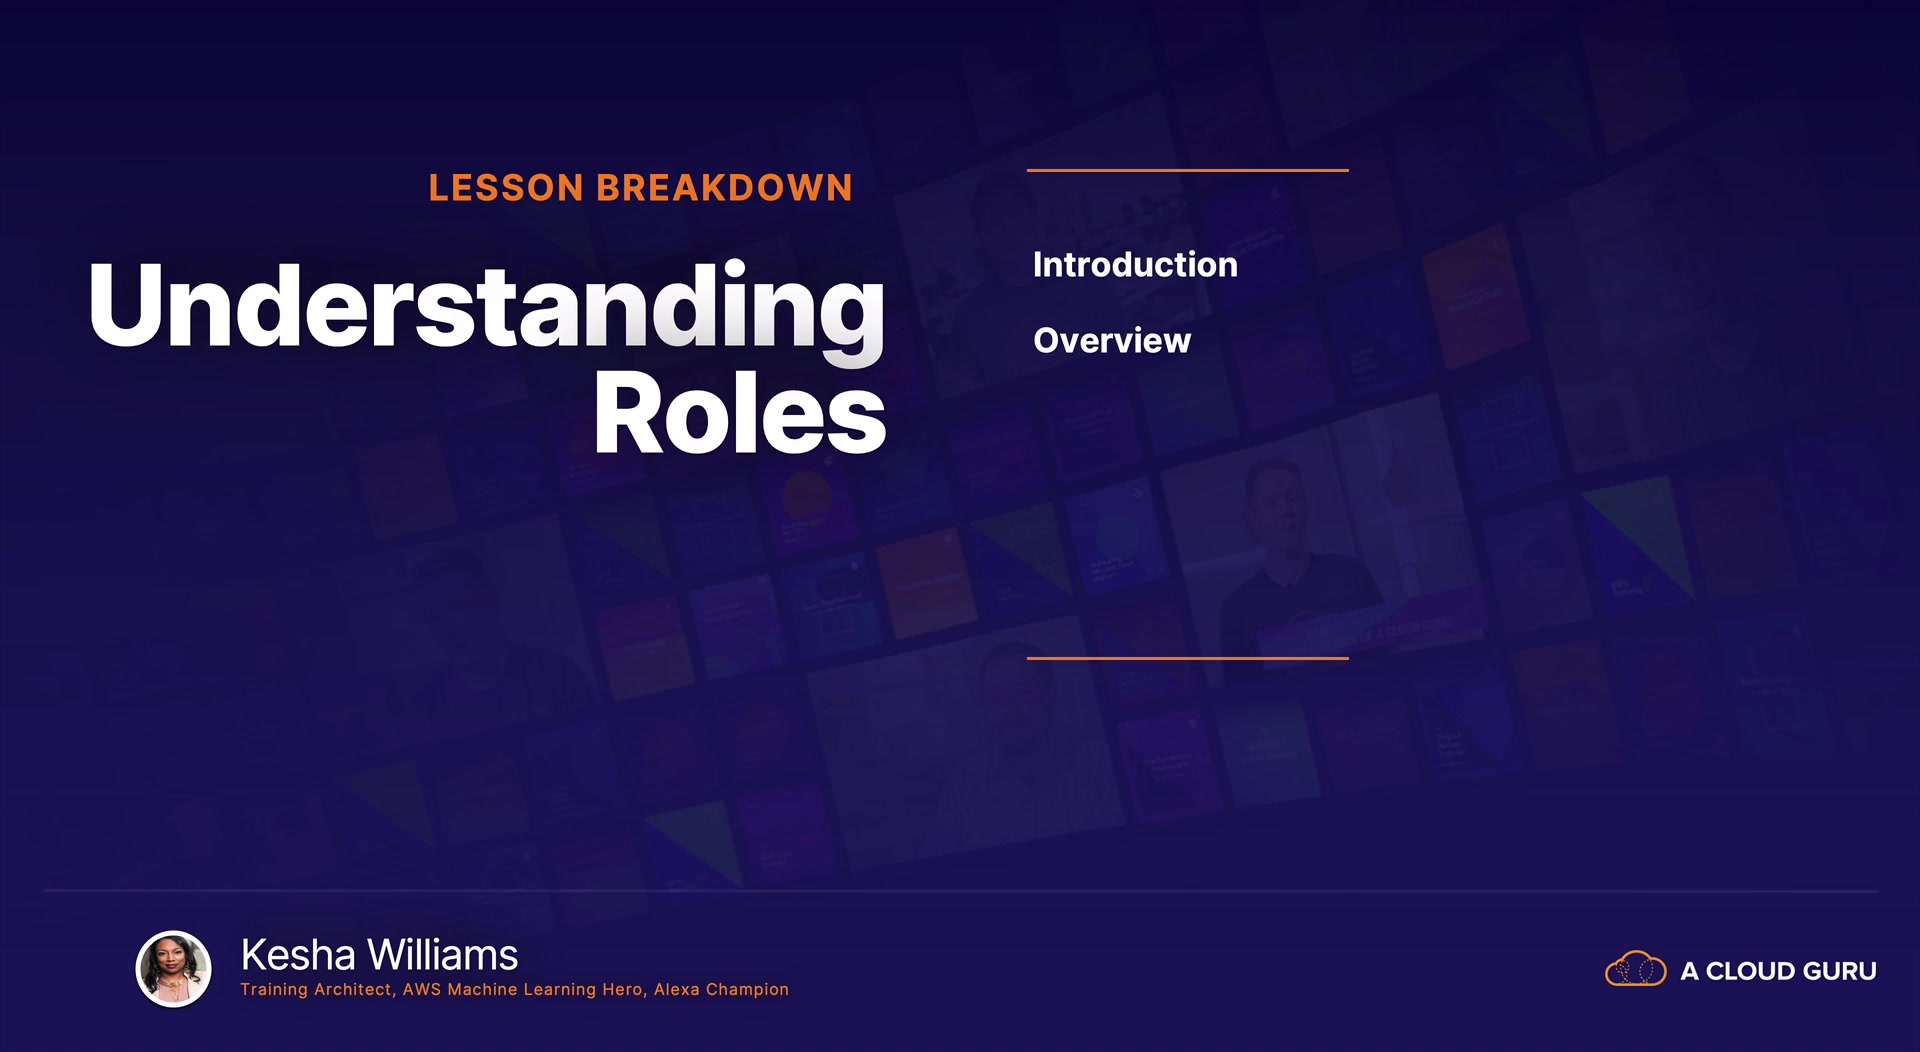 LESSON BREAKDOWN
Understanding
Roles
Introduction
Overview
Kesha Williams
Training Architect, AWS Machine Learning Hero, Alexa Champion
A CLOUD GURU